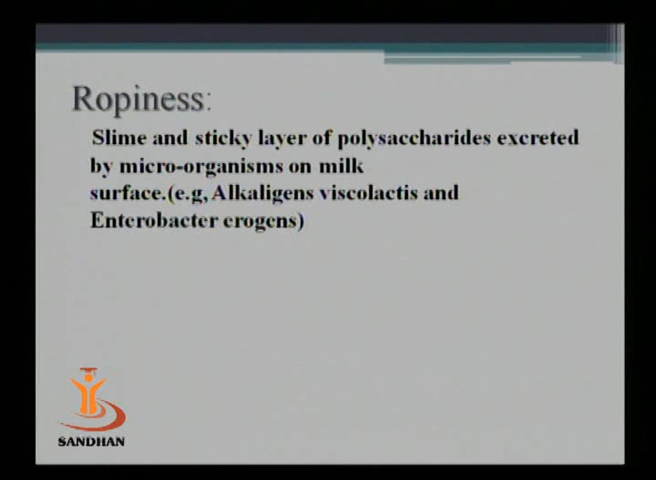 Ropiness:
Slime and sticky layer of polysaccharides excreted
by micro-organisms on milk
surface.(e.g, Alkaligens viscolactis and
Enterobacter erogens)
SANDHAN